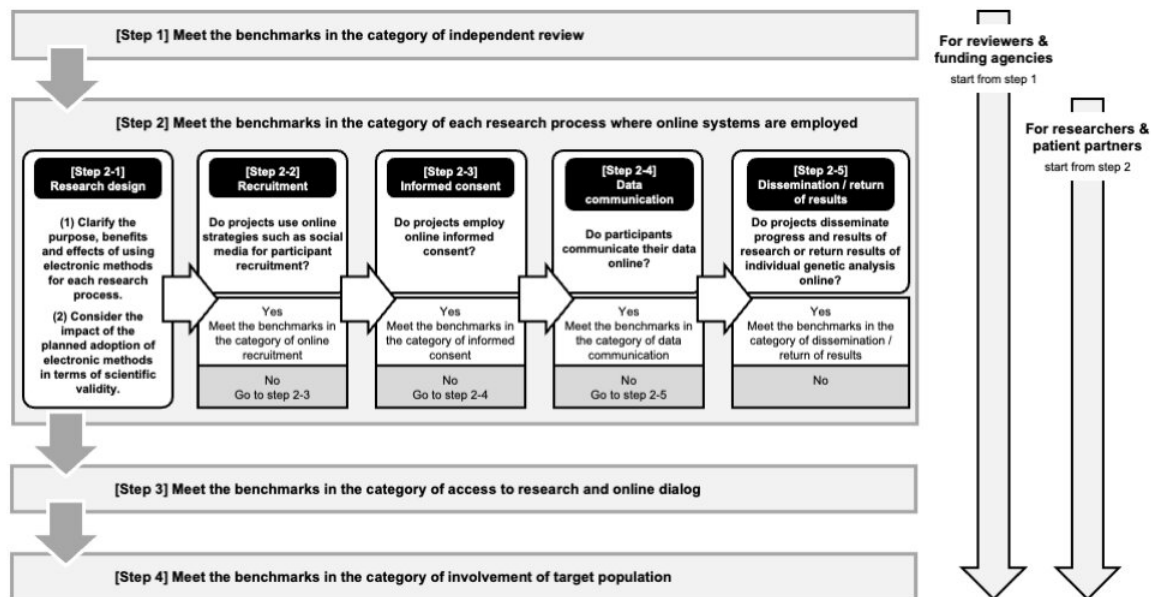 [Step 1] Meet the benchmarks in the category of independent review
For reviewers &
funding agencies
start from step 1
[Step 2] Meet the benchmarks in the category of each research process where online systems are employed
For researchers &
patient partners
start from step 2
[Step 2-1]
Research design
(1) Clarify the
purpose, benefits
and effects of using
electronic methods
for each research
process.
(2) Consider the
impact of the
planned adoption of
electronic methods
in terms of scientific
validity.
[Step 2-2]
Recruitment
Do projects use online
strategies such as social
media for participant
recruitment?
Yes
Meet the benchmarks in
the category of online
recruitment
No
Go to step 2-3
[Step 2-3]
Informed consent
Do projects employ
online informed
consent?
Yes
Meet the benchmarks in
the category of informed
consent
No
Go to step 2-4
[Step 2-4]
Data
communication
Do participants
communicate their data
online?
Yes
Meet the benchmarks in
the category of data
communication
No
Go to step 2-5
[Step 2-5]
Dissemination / return
of results
Do projects disseminate
progress and results of
research or return results of
individual genetic analysis
online?
Yes
Meet the benchmarks in the
category of dissemination /
return of results
No
[Step 3] Meet the benchmarks in the category of access to research and online dialog
[Step 4] Meet the benchmarks in the category of involvement of target population